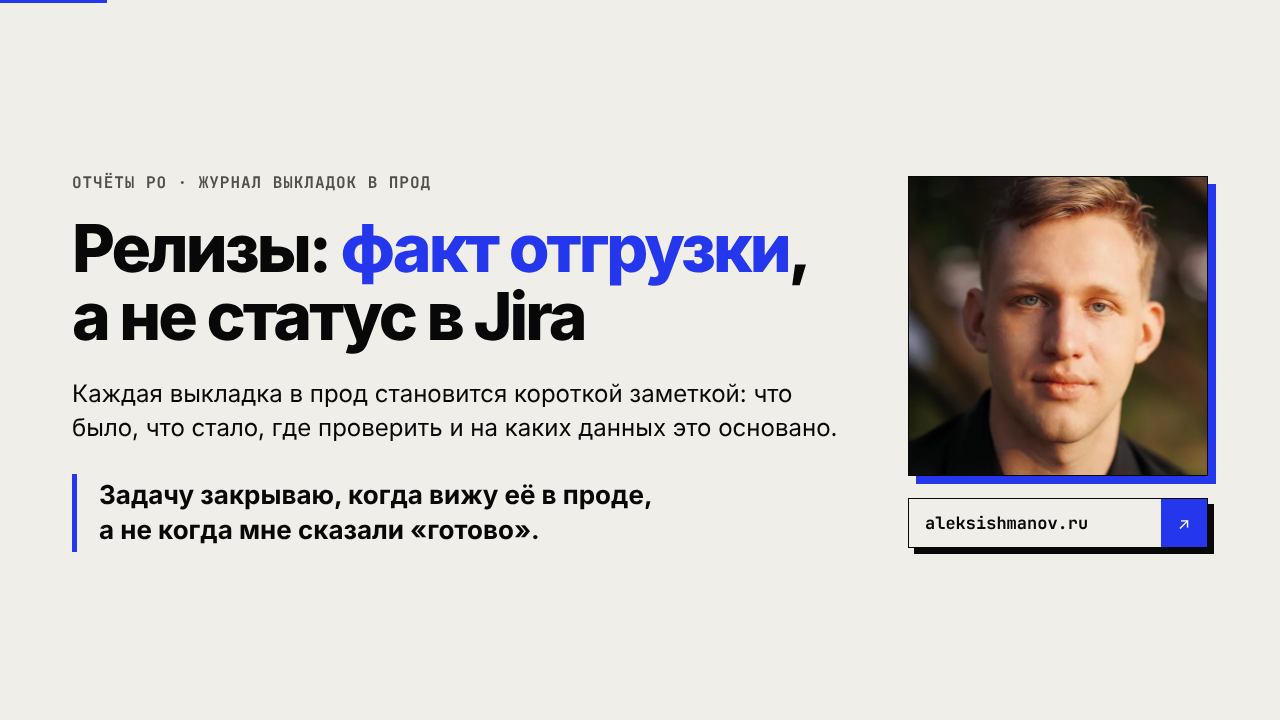 ОТЧЁТЫ PO · ЖУРНАЛ ВЫКЛАДОК В ПРОД
Релизы: факт отгрузки,
а не статус в Jira
Каждая выкладка в прод становится короткой заметкой: что
было, что стало, где проверить и на каких данных это основано.
Задачу закрываю, когда вижу её в проде,
а не когда мне сказали «готово».
aleksishmanov.ru